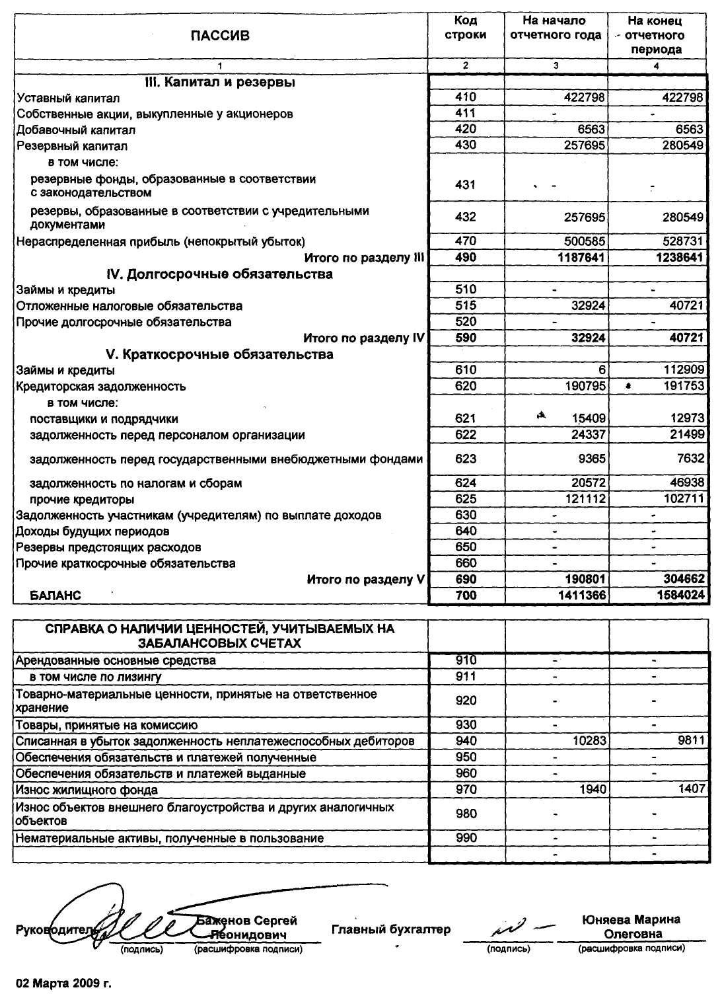 ПАССИВ Код строки На начало отчетного года На конец отчетного периода
1 2 3 4
III. Капитал и резервы
Уставный капитал 410 422798 422798
Собственные акции, выкупленные у акционеров 411 - -
Добавочный капитал 420 6563 6563
Резервный капитал 430 257695 280549
в том числе:
резервные фонды, образованные в соответствии
с законодательством 431 - -
резервы, образованные в соответствии с учредительными
документами 432 257695 280549
Нераспределенная прибыль (непокрытый убыток) 470 500585 528731
Итого по разделу III 490 1187641 1238641
IV. Долгосрочные обязательства
Займы и кредиты 510 - -
Отложенные налоговые обязательства 515 32924 40721
Прочие долгосрочные обязательства 520 - -
Итого по разделу IV 590 32924 40721
V. Краткосрочные обязательства
Займы и кредиты 610 6 112909
Кредиторская задолженность 620 190795 191753
в том числе:
поставщики и подрядчики 621 15409 12973
задолженность перед персоналом организации 622 24337 21499
задолженность перед государственными внебюджетными фондами 623 9365 7632
задолженность по налогам и сборам 624 20572 46938
прочие кредиторы 625 121112 102711
Задолженность участникам (учредителям) по выплате доходов 630 - -
Доходы будущих периодов 640 - -
Резервы предстоящих расходов 650 - -
Прочие краткосрочные обязательства 660 - -
Итого по разделу V 690 190801 304662
БАЛАНС 700 1411366 1584024
СПРАВКА О НАЛИЧИИ ЦЕННОСТЕЙ, УЧИТЫВАЕМЫХ НА
ЗАБАЛАНСОВЫХ СЧЕТАХ
Арендованные основные средства 910 - -
в том числе по лизингу 911 - -
Товарно-материальные ценности, принятые на ответственное
хранение 920 - -
Товары, принятые на комиссию 930 - -
Списанная в убыток задолженность неплатежеспособных дебиторов 940 10283 9811
Обеспечения обязательств и платежей полученные 950 - -
Обеспечения обязательств и платежей выданные 960 - -
Износ жилищного фонда 970 1940 1407
Износ объектов внешнего благоустройства и других аналогичных
объектов 980 - -
Нематериальные активы, полученные в пользование 990 - -
- -
Руководитель Баженов Сергей Леонидович Главный бухгалтер Юняева Марина Олеговна
(подпись) (расшифровка подписи) (подпись) (расшифровка подписи)
02 Марта 2009 г.